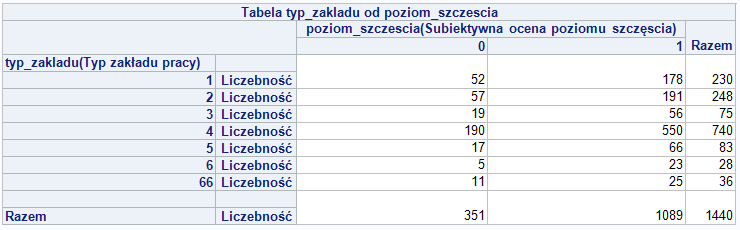 Tabela typ_zakladu od poziom_szczescia
poziom_szczescia(Subiektywna ocena poziomu szczęscia)
0 1 Razem
typ_zakladu(Typ zakładu pracy)
1 Liczebność 52 178 230
2 Liczebność 57 191 248
3 Liczebność 19 56 75
4 Liczebność 190 550 740
5 Liczebność 17 66 83
6 Liczebność 5 23 28
66 Liczebność 11 25 36
Razem Liczebność 351 1089 1440